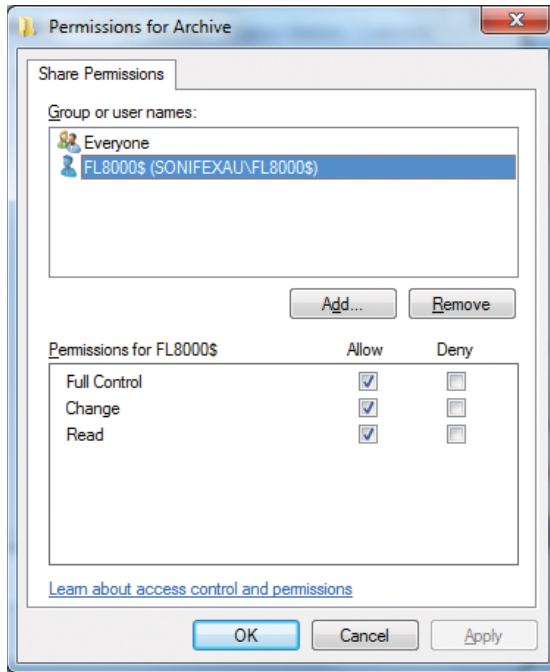 Permissions for Archive
Share Permissions
Group or user names:
Everyone
FL8000$ (SONIFEXAU\FL8000$)
Add... Remove
Permissions for FL8000$ Allow Deny
Full Control
Change
Read
Learn about access control and permissions
OK Cancel Apply